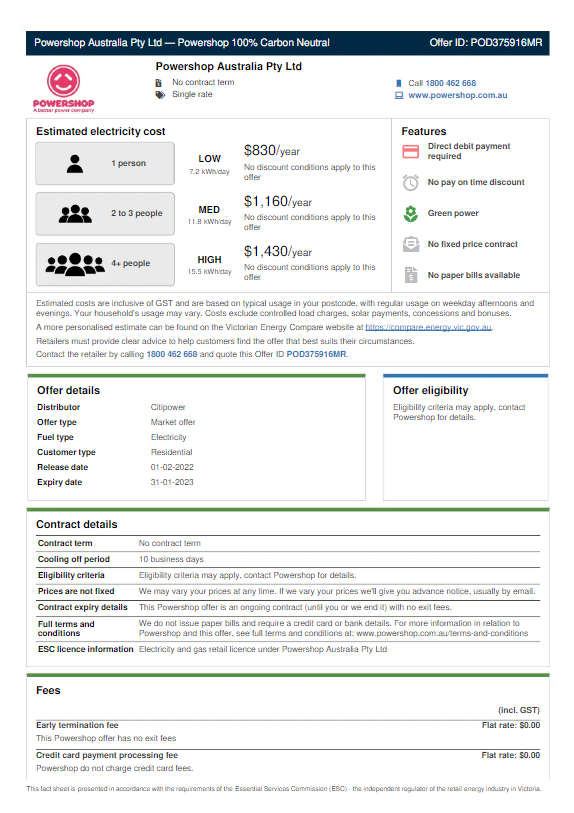 Powershop Australia Pty Ltd — Powershop 100% Carbon Neutral
Offer ID: POD375916MR
POWERSHOP
A better power company
Powershop Australia Pty Ltd
No contract term
Single rate
Call 1800 462 668
www.powershop.com.au
Estimated electricity cost
1 person
LOW
7.2 kWh/day
$830/year
No discount conditions apply to this
offer
2 to 3 people
MED
11.8 kWh/day
$1,160/year
No discount conditions apply to this
offer
4+ people
HIGH
15.5 kWh/day
$1,430/year
No discount conditions apply to this
offer
Features
Direct debit payment
required
No pay on time discount
Green power
No fixed price contract
No paper bills available
Estimated costs are inclusive of GST and are based on typical usage in your postcode, with regular usage on weekday afternoons and
evenings. Your household's usage may vary. Costs exclude controlled load charges, solar payments, concessions and bonuses.
A more personalised estimate can be found on the Victorian Energy Compare website at https://compare.energy.vic.gov.au.
Retailers must provide clear advice to help customers find the offer that best suits their circumstances.
Contact the retailer by calling 1800 462 668 and quote this Offer ID POD375916MR.
Offer details
Distributor Citipower
Offer type Market offer
Fuel type Electricity
Customer type Residential
Release date 01-02-2022
Expiry date 31-01-2023
Offer eligibility
Eligibility criteria may apply, contact
Powershop for details.
Contract details
Contract term No contract term
Cooling off period 10 business days
Eligibility criteria Eligibility criteria may apply, contact Powershop for details.
Prices are not fixed We may vary your prices at any time. If we vary your prices we'll give you advance notice, usually by email.
Contract expiry details This Powershop offer is an ongoing contract (until you or we end it) with no exit fees.
Full terms and
conditions
We do not issue paper bills and require a credit card or bank details. For more information in relation to
Powershop and this offer, see full terms and conditions at: www.powershop.com.au/terms-and-conditions
ESC licence information Electricity and gas retail licence under Powershop Australia Pty Ltd
Fees
(incl. GST)
Early termination fee Flat rate: $0.00
This Powershop offer has no exit fees
Credit card payment processing fee Flat rate: $0.00
Powershop do not charge credit card fees.
This fact sheet is presented in accordance with the requirements of the Essential Services Commission (ESC) - the independent regulator of the retail energy industry in Victoria.